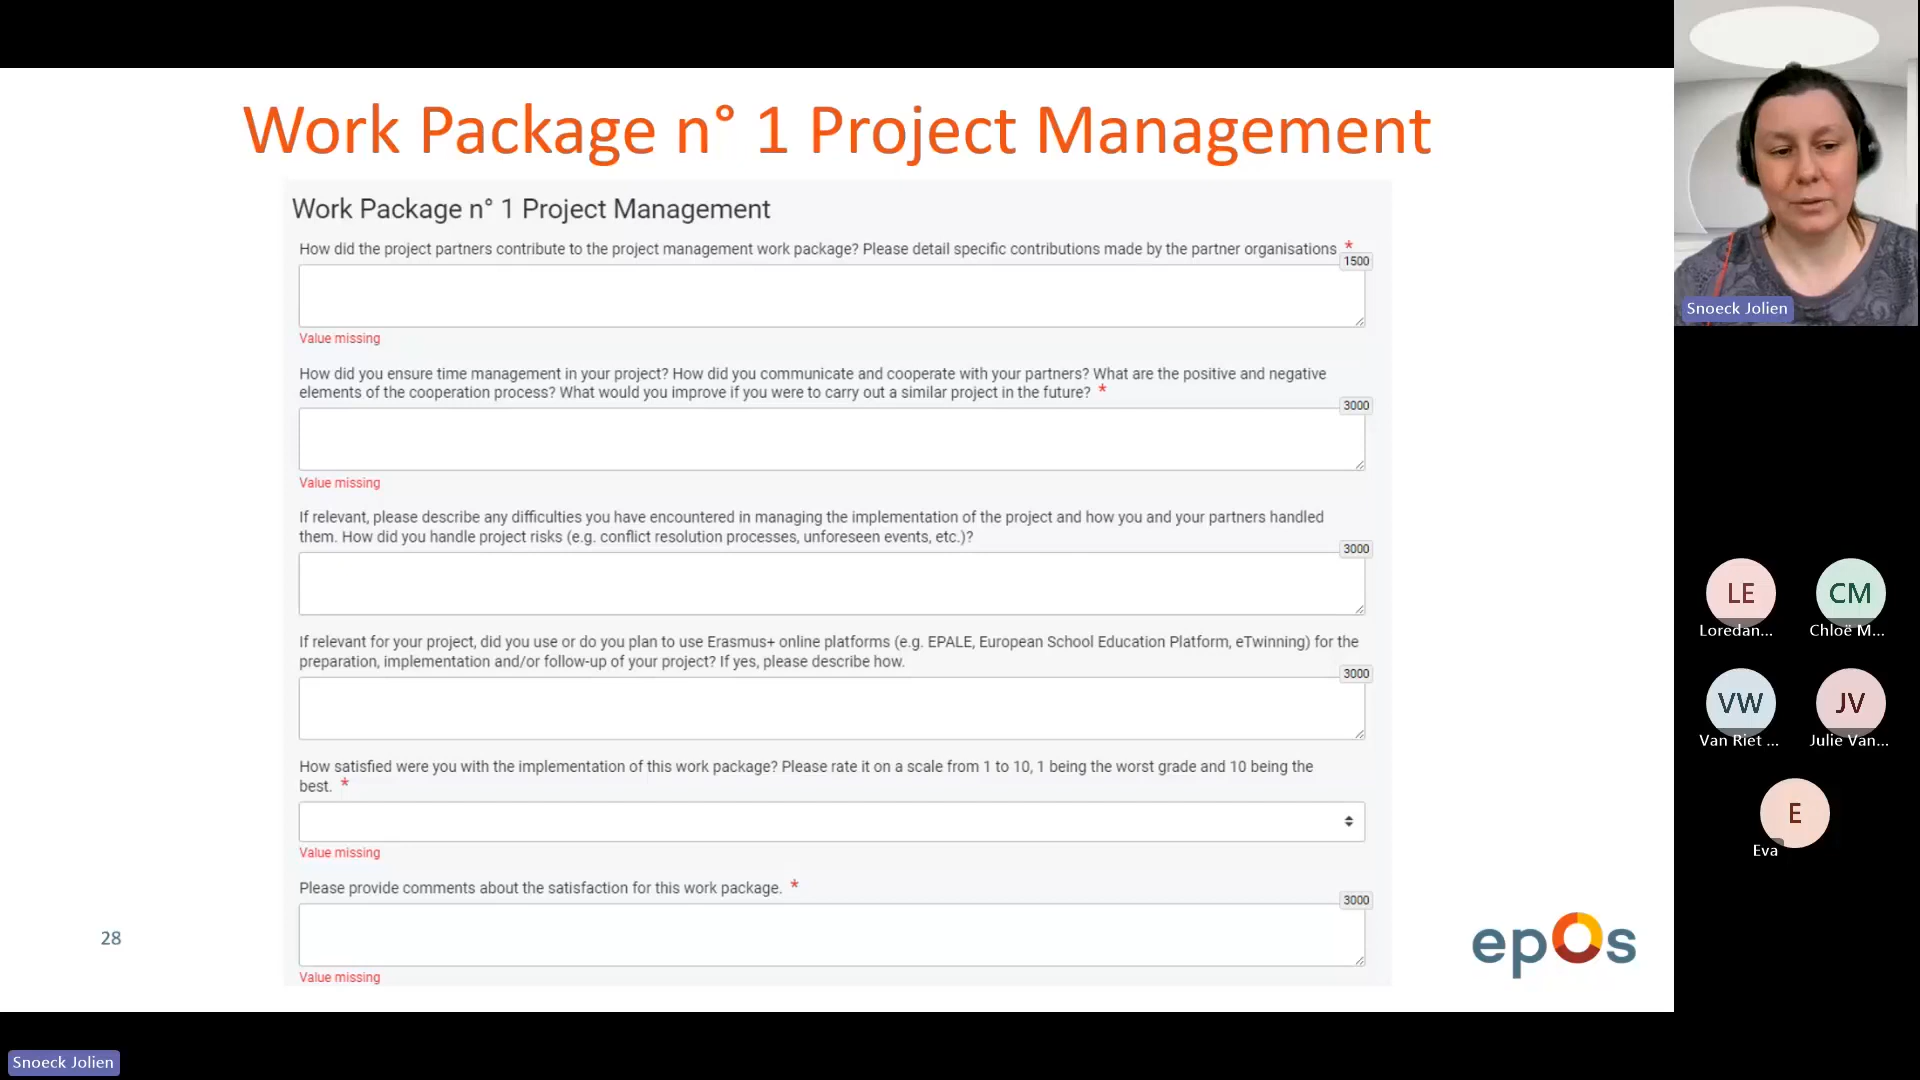 Work Package n° 1 Project Management
Work Package n° 1 Project Management
How did the project partners contribute to the project management work package? Please detail specific contributions made by the partner organisations *
1500
Value missing
How did you ensure time management in your project? How did you communicate and cooperate with your partners? What are the positive and negative
elements of the cooperation process? What would you improve if you were to carry out a similar project in the future? *
3000
Value missing
If relevant, please describe any difficulties you have encountered in managing the implementation of the project and how you and your partners handled
them. How did you handle project risks (e.g. conflict resolution processes, unforeseen events, etc.)?
3000
If relevant for your project, did you use or do you plan to use Erasmus+ online platforms (e.g. EPALE, European School Education Platform, eTwinning) for the
preparation, implementation and/or follow-up of your project? If yes, please describe how.
3000
How satisfied were you with the implementation of this work package? Please rate it on a scale from 1 to 10, 1 being the worst grade and 10 being the
best. *
Value missing
Please provide comments about the satisfaction for this work package. *
3000
Value missing
28
epos
Snoeck Jolien
LE
Loredan...
CM
Chloë M...
VW
Van Riet ...
JV
Julie Van...
E
Eva
Snoeck Jolien